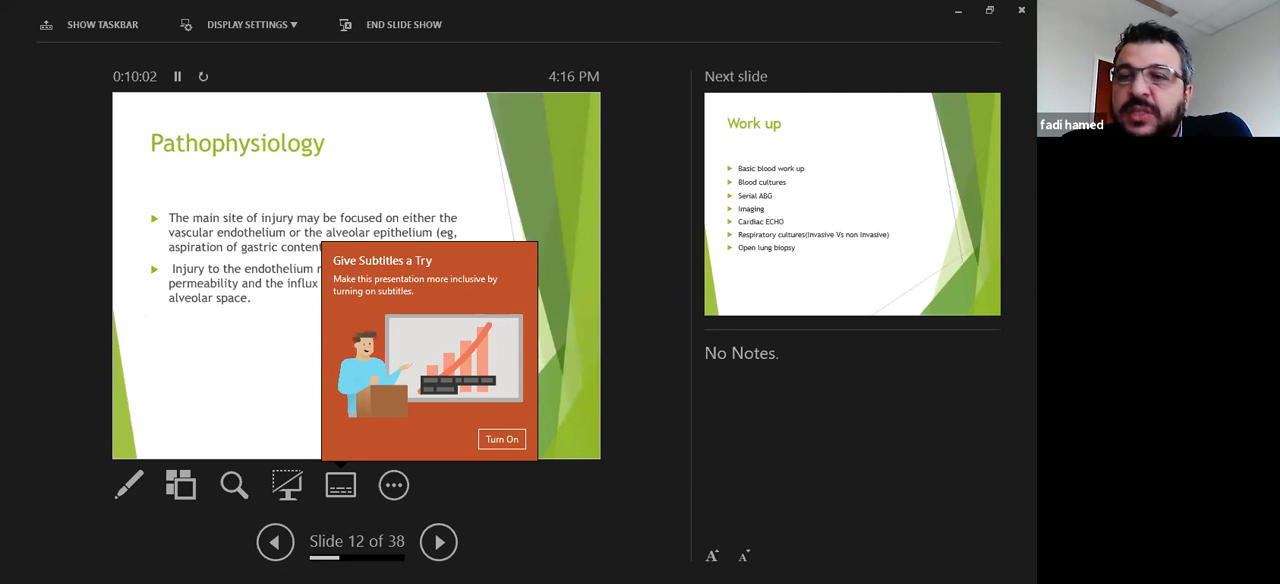 SHOW TASKBAR
DISPLAY SETTINGS ▼
END SLIDE SHOW
0:10:02
4:16 PM
Pathophysiology
The main site of injury may be focused on either the
vascular endothelium or the alveolar epithelium (eg,
aspiration of gastric
Injury to the endothelium
permeability and the influx
alveolar space.
Give Subtitles a Try
Make this presentation more inclusive by
turning on subtitles.
Turn On
Slide 12 of 38
Next slide
Work up
Basic blood work up
Blood cultures
Serial ABG
Imaging
Cardiac ECHO
Respiratory cultures(Invasive Vs non invasive)
Open lung biopsy
No Notes.
A
A
fadi hamed